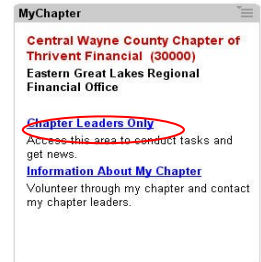 MyChapter
Central Wayne County Chapter of
Thrivent Financial (30000)
Eastern Great Lakes Regional
Financial Office
Chapter Leaders Only
Access this area to conduct tasks and
get news.
Information About My Chapter
Volunteer through my chapter and contact
my chapter leaders.